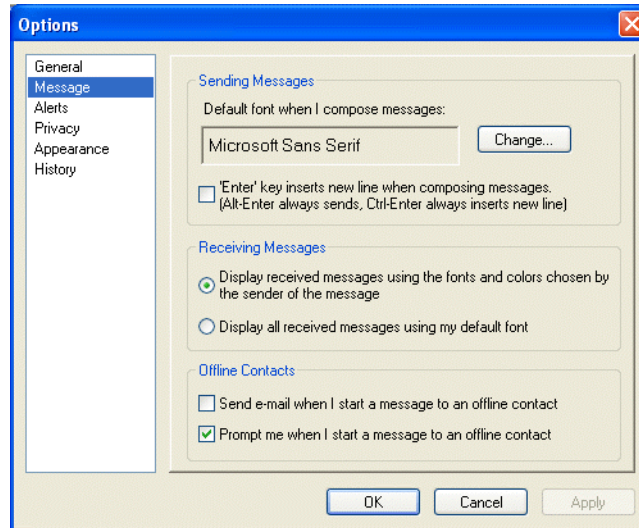 Options
General
Message
Alerts
Privacy
Appearance
History
Sending Messages
Default font when I compose messages:
Microsoft Sans Serif
Change...
'Enter' key inserts new line when composing messages.
(Alt-Enter always sends, Ctrl-Enter always inserts new line)
Receiving Messages
Display received messages using the fonts and colors chosen by
the sender of the message
Display all received messages using my default font
Offline Contacts
Send e-mail when I start a message to an offline contact
Prompt me when I start a message to an offline contact
OK
Cancel
Apply